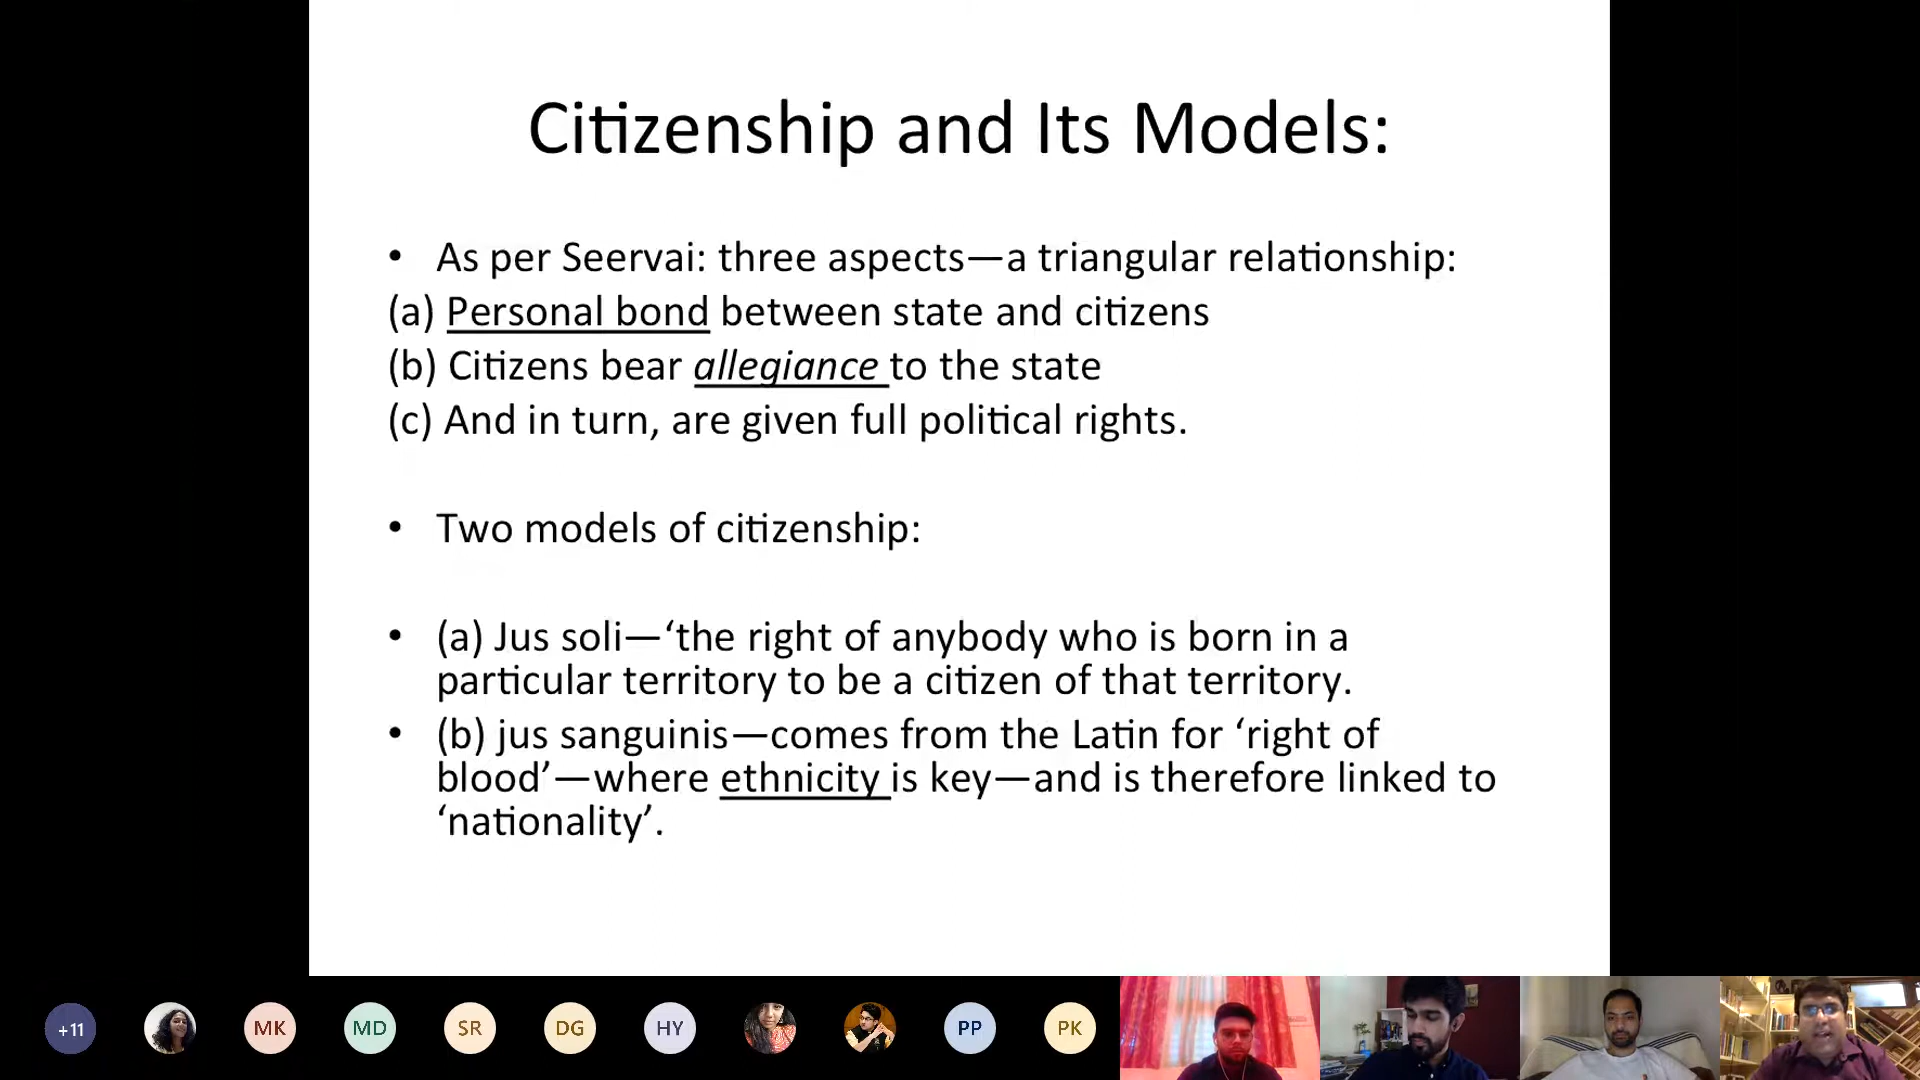 Citizenship and Its Models:
• As per Seervai: three aspects—a triangular relationship:
(a) Personal bond between state and citizens
(b) Citizens bear allegiance to the state
(c) And in turn, are given full political rights.
• Two models of citizenship:
• (a) Jus soli—‘the right of anybody who is born in a
particular territory to be a citizen of that territory.
• (b) jus sanguinis—comes from the Latin for ‘right of
blood’—where ethnicity is key—and is therefore linked to
‘nationality’.
+11 MK MD SR DG HY PP PK